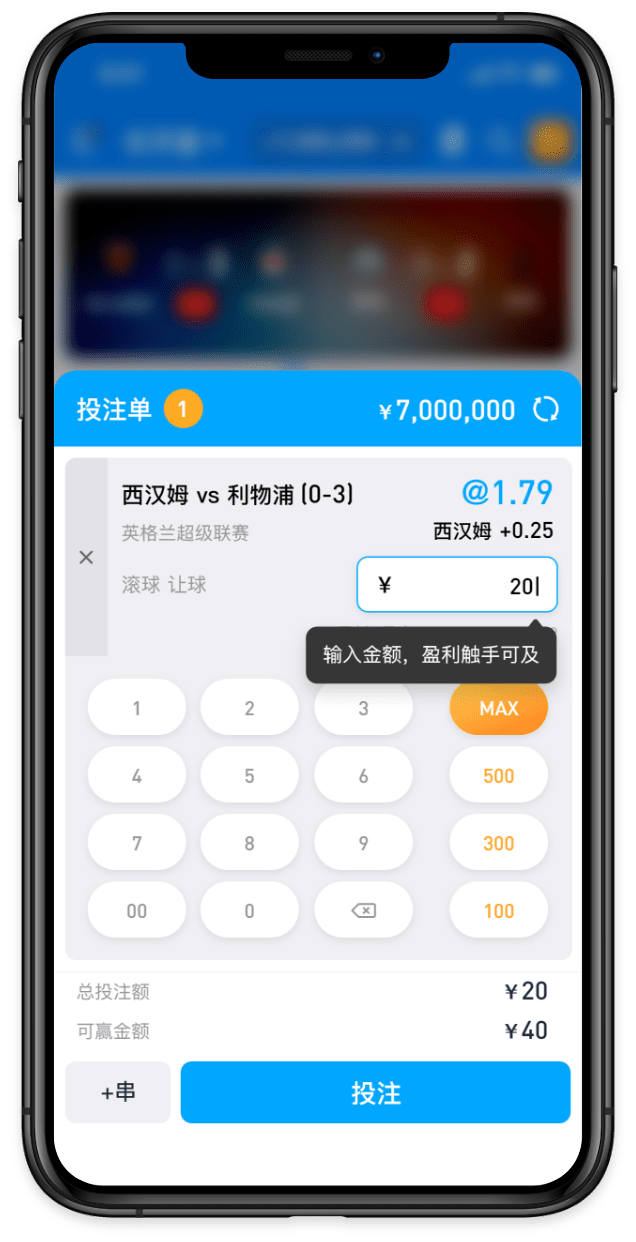 投注单 1 ¥7,000,000
西汉姆 vs 利物浦 (0-3) @1.79
英格兰超级联赛 西汉姆 +0.25
滚球 让球 ¥ 20
输入金额，盈利触手可及
1 2 3 MAX
4 5 6 500
7 8 9 300
00 0 100
总投注额 ¥20
可赢金额 ¥40
+串 投注